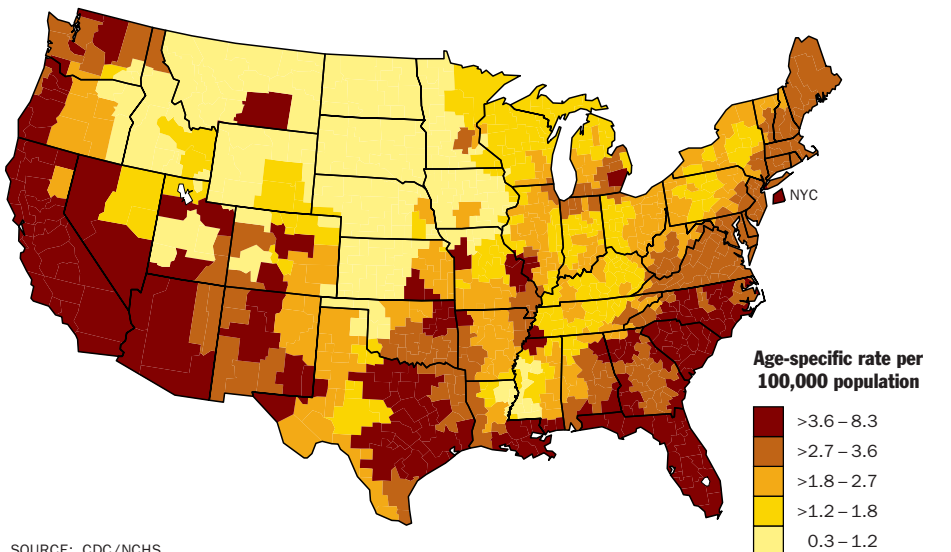 NYC
Age-specific rate per
100,000 population
>3.6 – 8.3
>2.7 – 3.6
>1.8 – 2.7
>1.2 – 1.8
0.3 – 1.2
SOURCE: CDC/NCHS